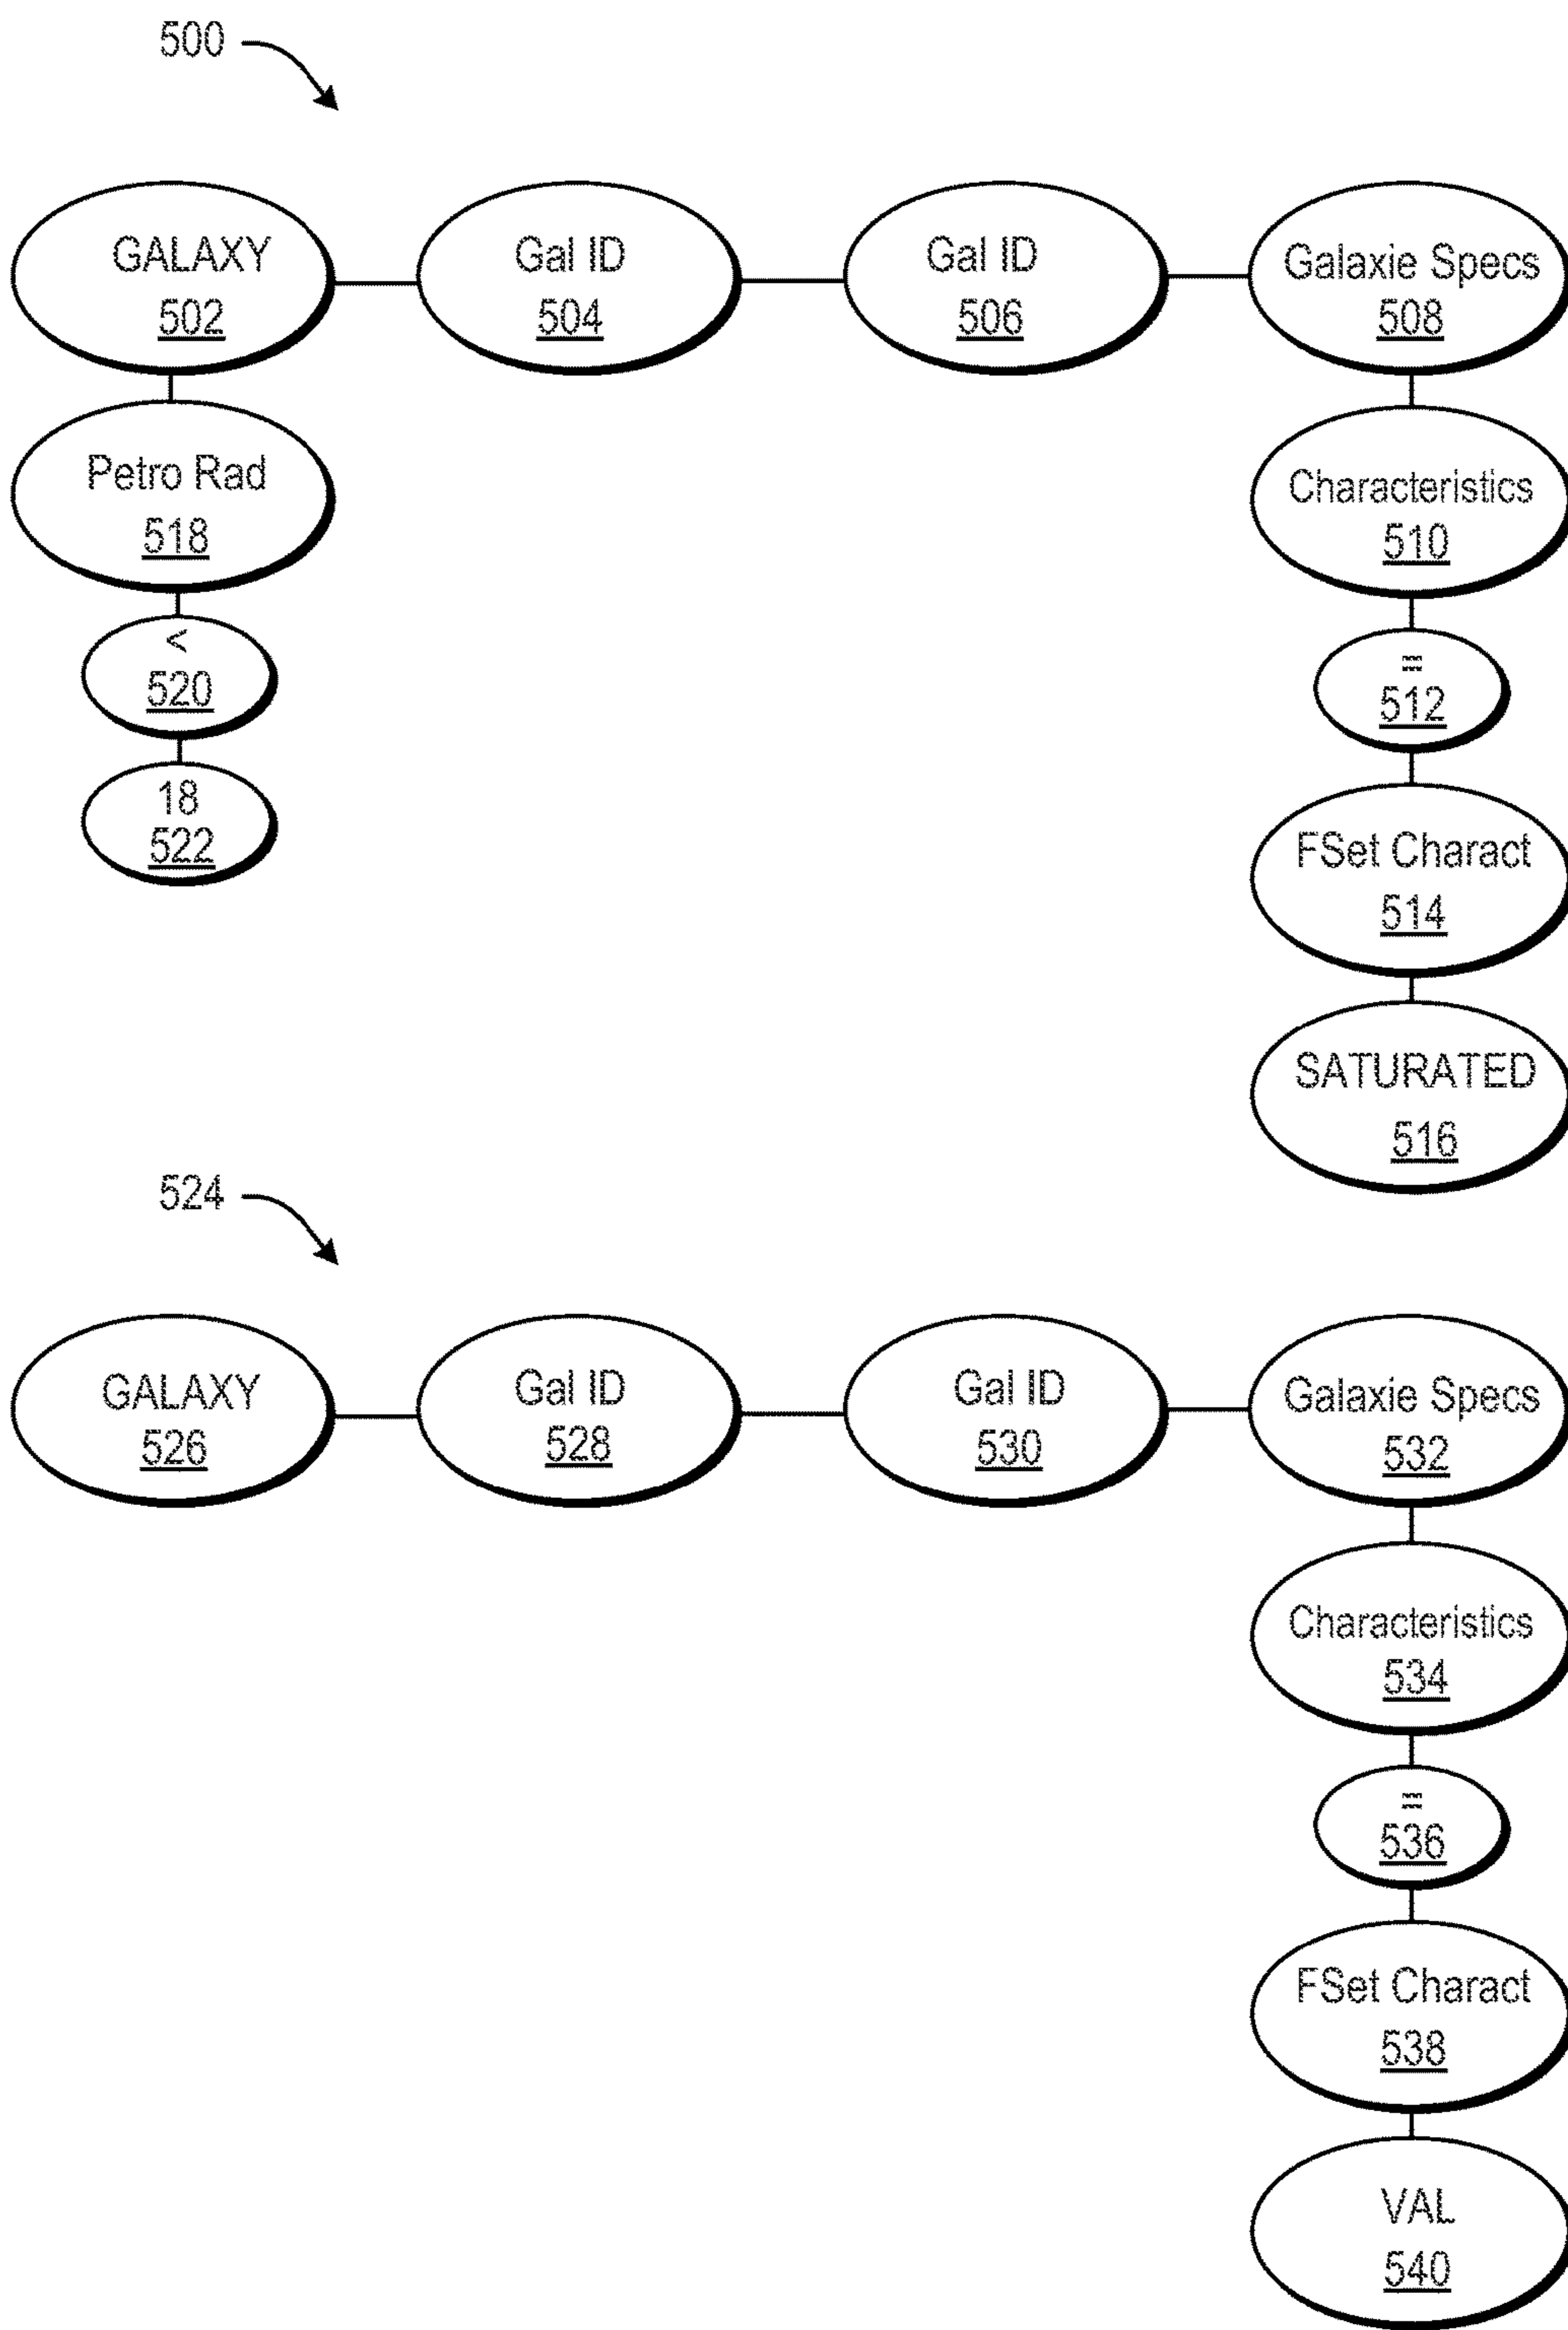 500
GALAXY
502
Gal ID
504
Gal ID
506
Galaxie Specs
508
Petro Rad
518
Characteristics
510
<
520
=
512
18
522
FSet Charact
514
SATURATED
516
524
GALAXY
526
Gal ID
528
Gal ID
530
Galaxie Specs
532
Characteristics
534
=
536
FSet Charact
538
VAL
540